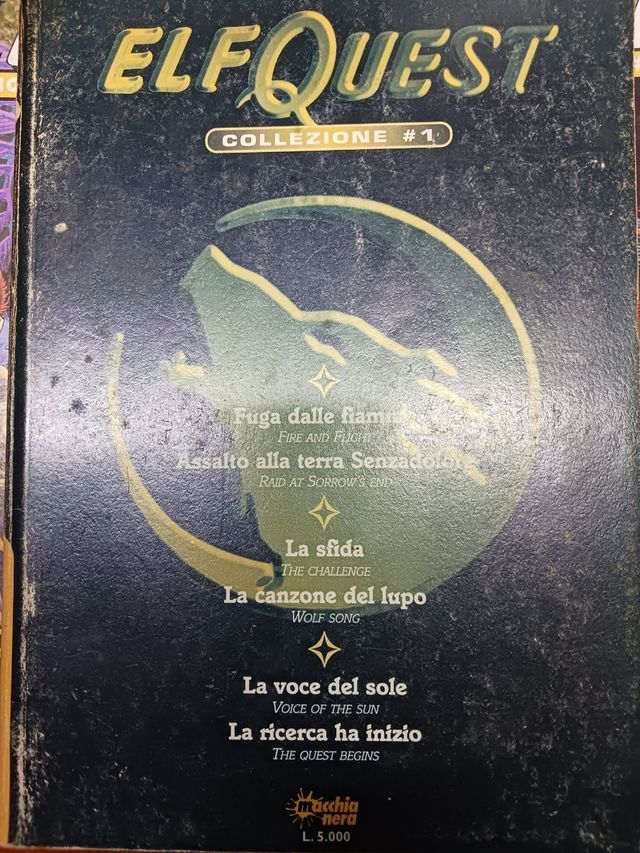 ELFQUEST
COLLEZIONE #1
Fuga dalle fiamme
FIRE AND FLIGHT
Assalto alla terra Senzadolore
RAID AT SORROW'S END
La sfida
THE CHALLENGE
La canzone del lupo
WOLF SONG
La voce del sole
VOICE OF THE SUN
La ricerca ha inizio
THE QUEST BEGINS
macchia
nera
L. 5.000